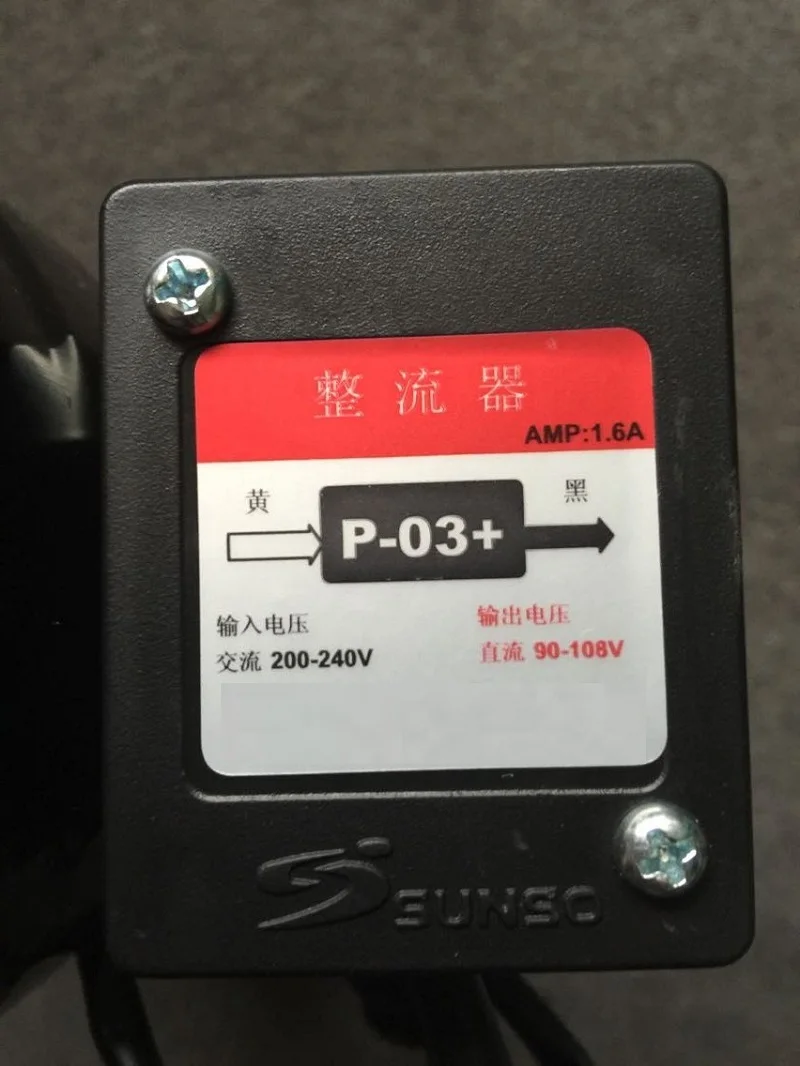 整流器
AMP:1.6A
黄
黑
P-03+
输入电压
输出电压
交流 200-240V
直流 90-108V
SUNSO